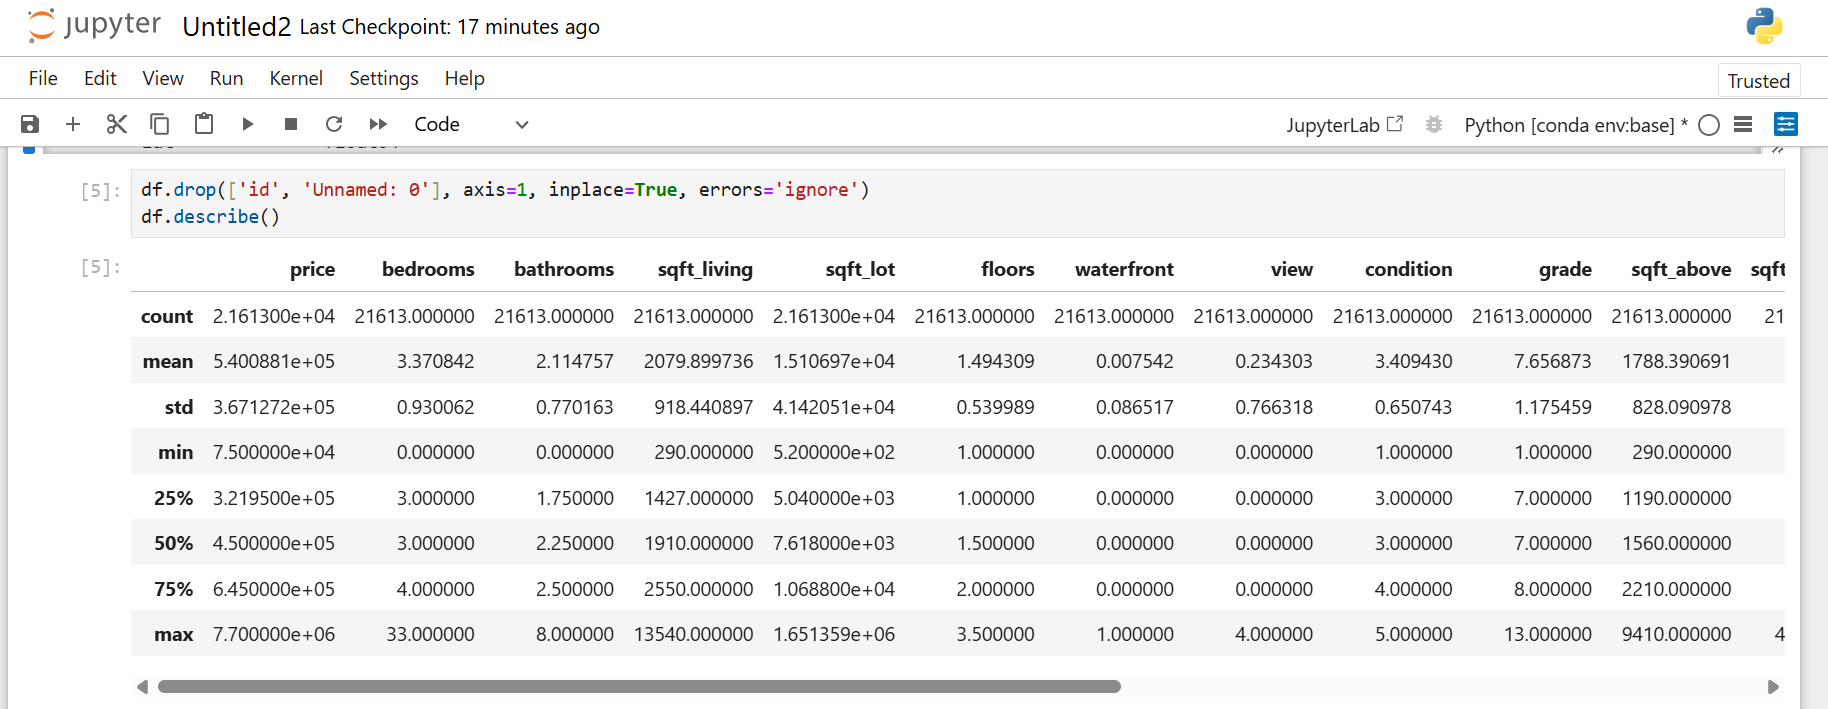 jupyter Untitled2 Last Checkpoint: 17 minutes ago
File Edit View Run Kernel Settings Help
Trusted
Code JupyterLab Python [conda env:base] *
[5]: df.drop(['id', 'Unnamed: 0'], axis=1, inplace=True, errors='ignore')
df.describe()
[5]: price bedrooms bathrooms sqft_living sqft_lot floors waterfront view condition grade sqft_above sqft
count 2.161300e+04 21613.000000 21613.000000 21613.000000 2.161300e+04 21613.000000 21613.000000 21613.000000 21613.000000 21613.000000 21613.000000 21
mean 5.400881e+05 3.370842 2.114757 2079.899736 1.510697e+04 1.494309 0.007542 0.234303 3.409430 7.656873 1788.390691
std 3.671272e+05 0.930062 0.770163 918.440897 4.142051e+04 0.539989 0.086517 0.766318 0.650743 1.175459 828.090978
min 7.500000e+04 0.000000 0.000000 290.000000 5.200000e+02 1.000000 0.000000 0.000000 1.000000 1.000000 290.000000
25% 3.219500e+05 3.000000 1.750000 1427.000000 5.040000e+03 1.000000 0.000000 0.000000 3.000000 7.000000 1190.000000
50% 4.500000e+05 3.000000 2.250000 1910.000000 7.618000e+03 1.500000 0.000000 0.000000 3.000000 7.000000 1560.000000
75% 6.450000e+05 4.000000 2.500000 2550.000000 1.068800e+04 2.000000 0.000000 0.000000 4.000000 8.000000 2210.000000
max 7.700000e+06 33.000000 8.000000 13540.000000 1.651359e+06 3.500000 1.000000 4.000000 5.000000 13.000000 9410.000000 4